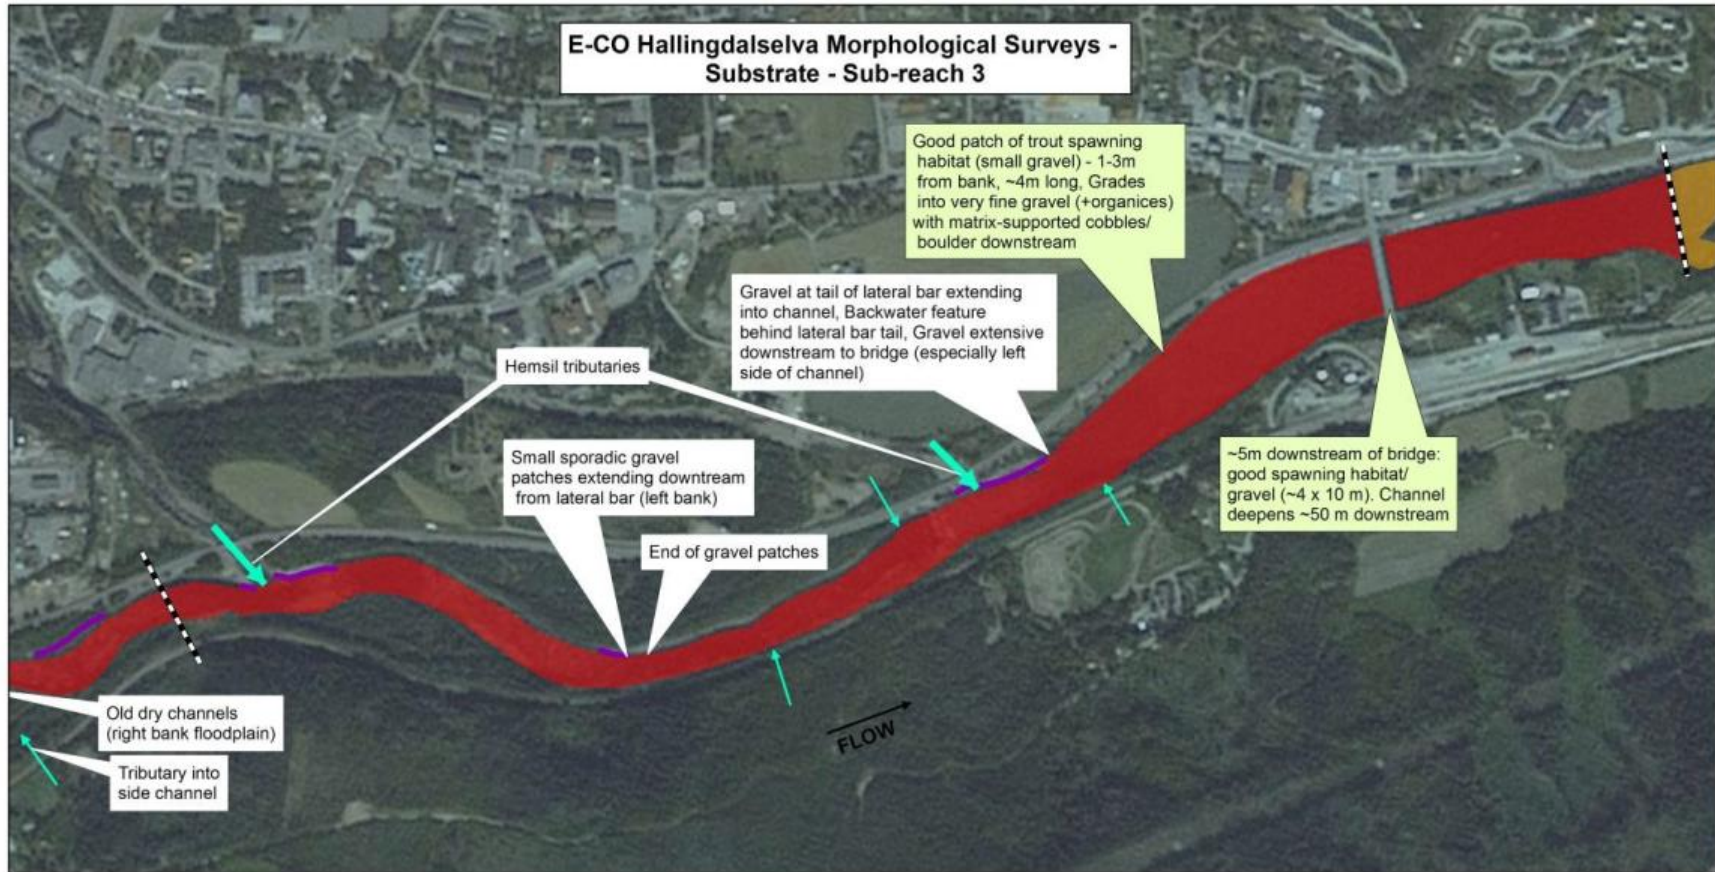 E-CO Hallingdalselva Morphological Surveys -
Substrate - Sub-reach 3
Good patch of trout spawning
habitat (small gravel) - 1-3m
from bank, ~4m long, Grades
into very fine gravel (+organices)
with matrix-supported cobbles/
boulder downstream
Gravel at tail of lateral bar extending
into channel, Backwater feature
behind lateral bar tail, Gravel extensive
downstream to bridge (especially left
side of channel)
Hemsil tributaries
Small sporadic gravel
patches extending downtream
from lateral bar (left bank)
End of gravel patches
~5m downstream of bridge:
good spawning habitat/
gravel (~4 x 10 m). Channel
deepens ~50 m downstream
Old dry channels
(right bank floodplain)
Tributary into
side channel
FLOW